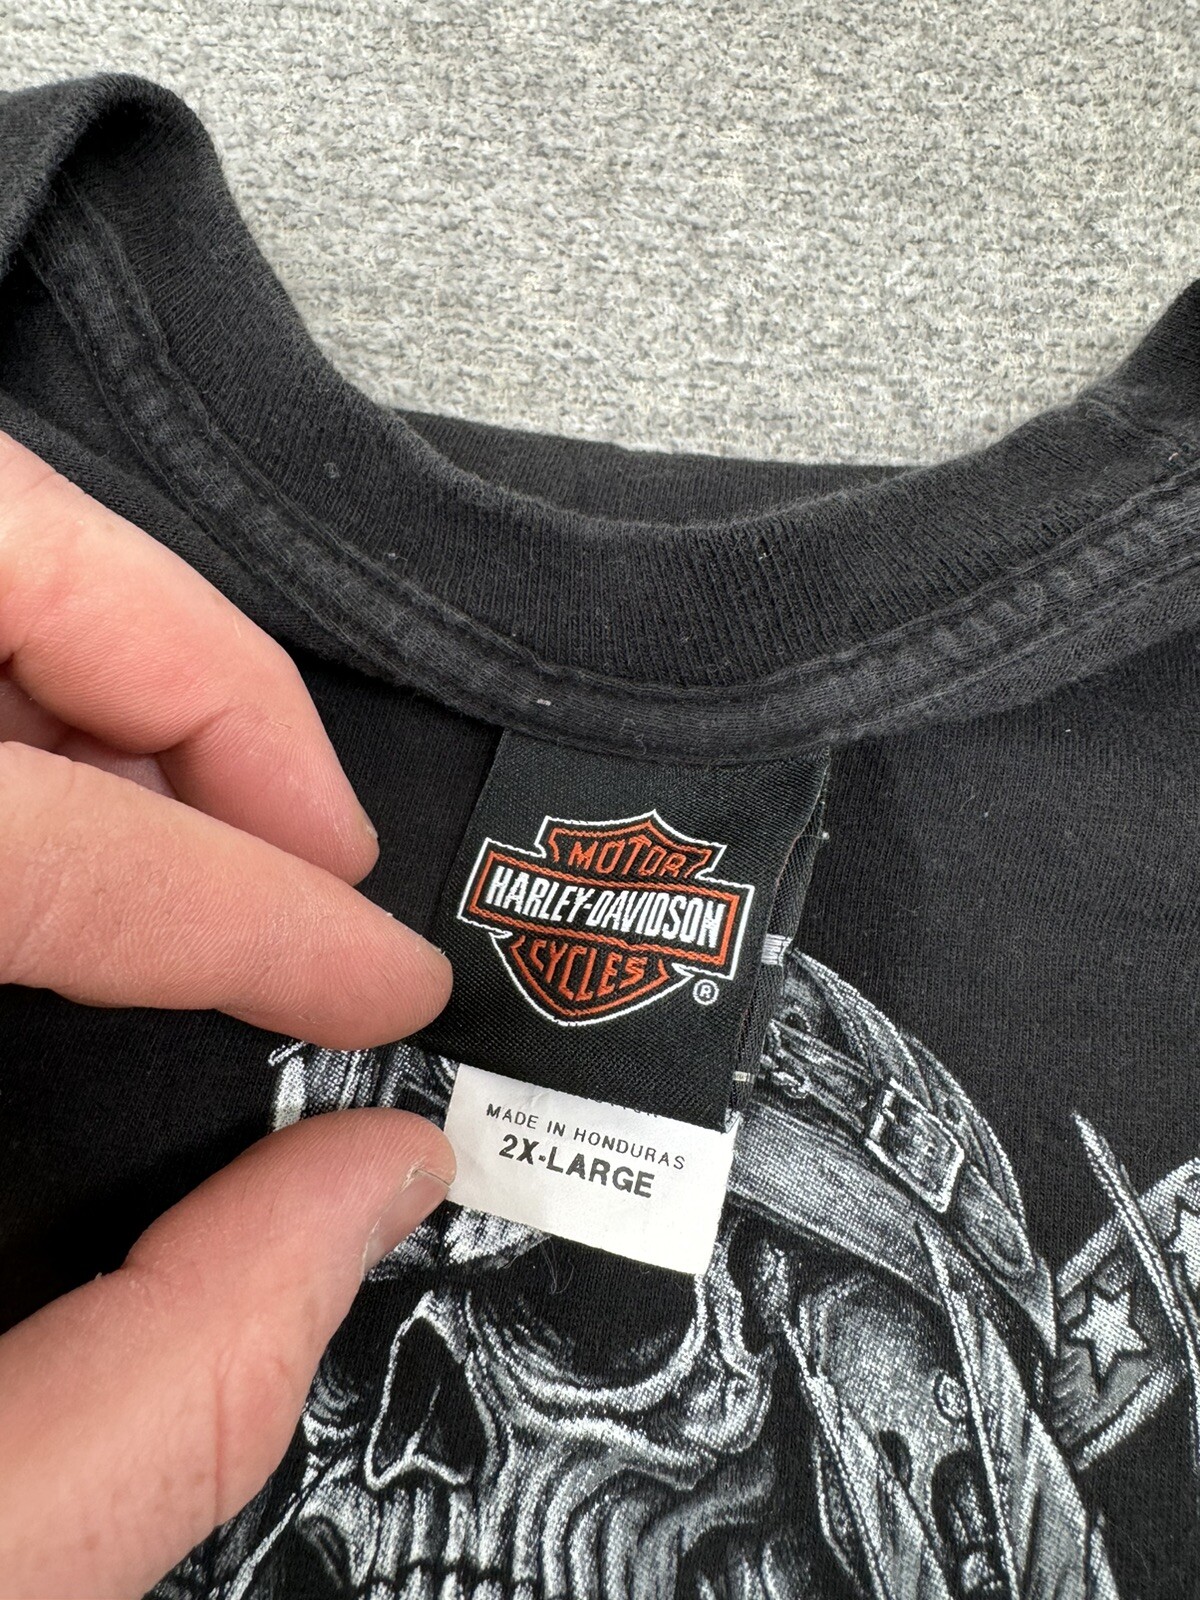 MOTOR
HARLEY-DAVIDSON
CYCLES
®
MADE IN HONDURAS
2X-LARGE
®